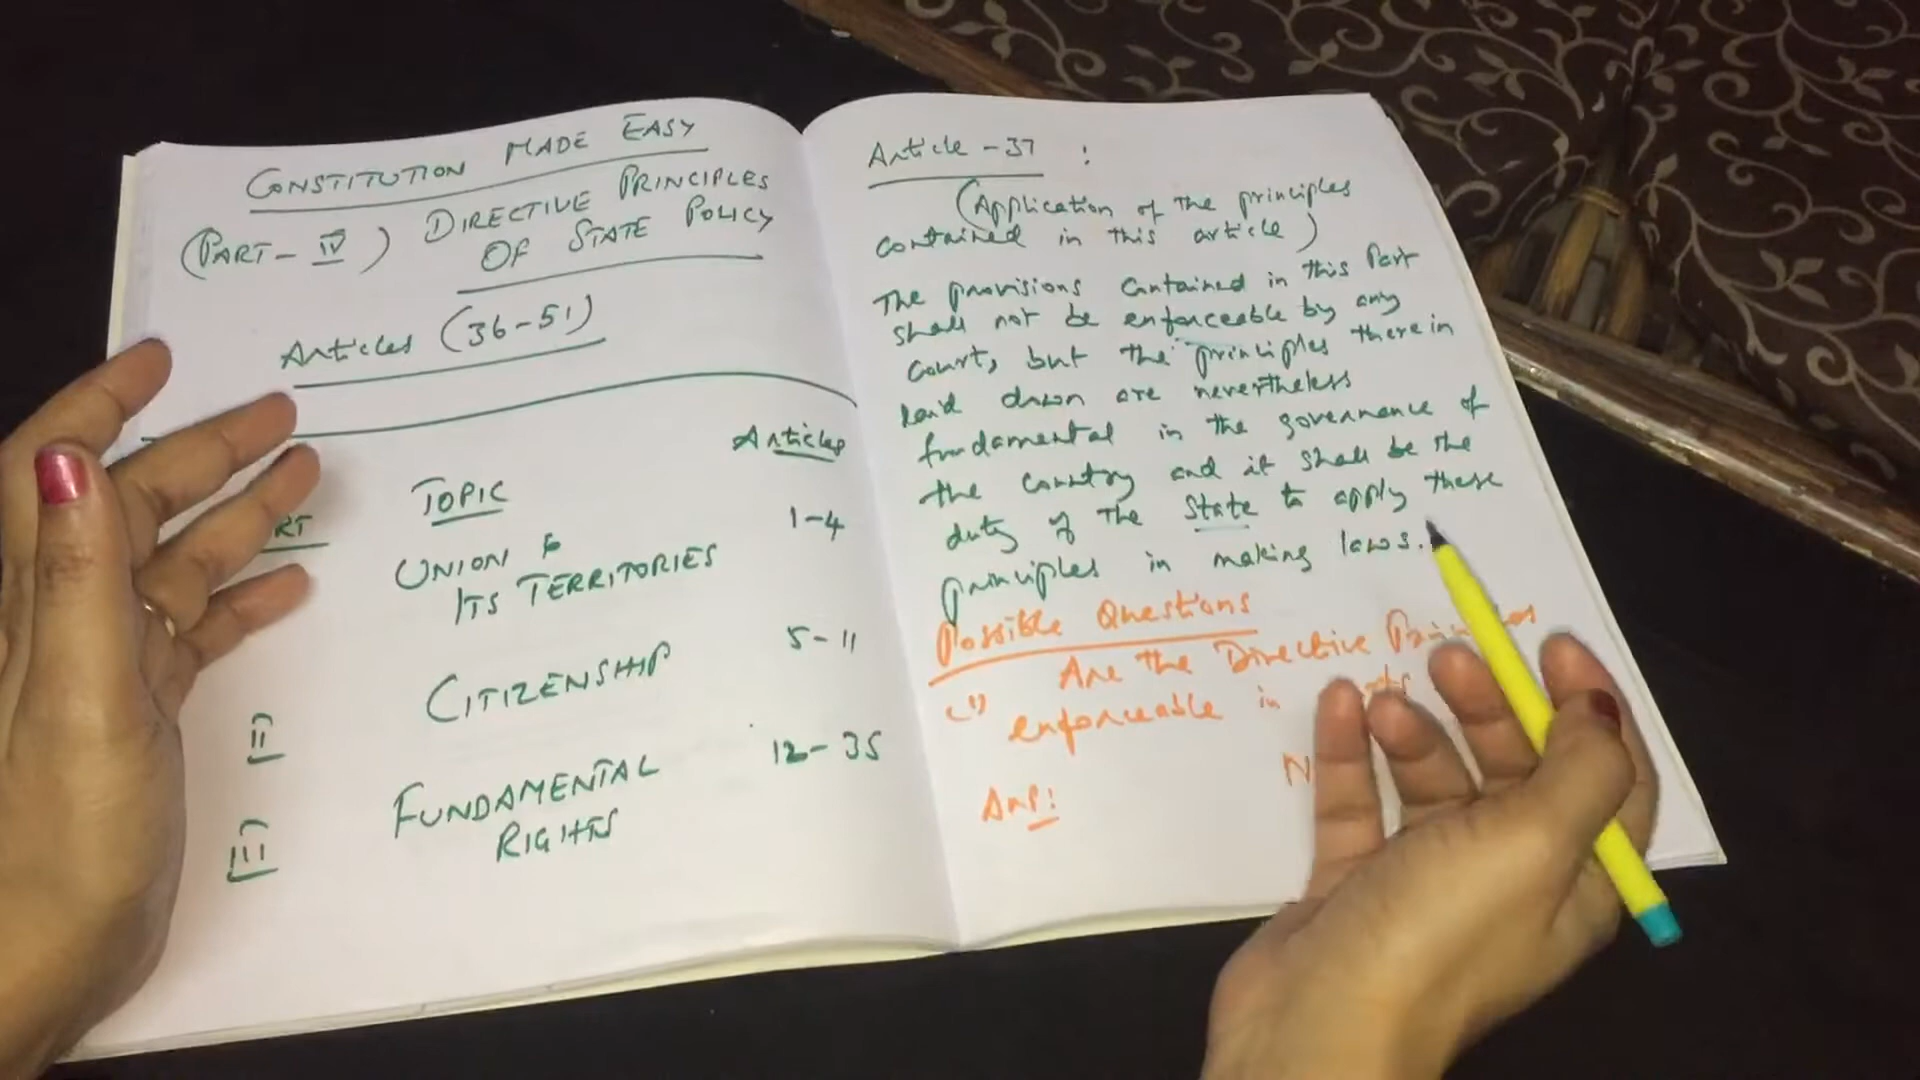 CONSTITUTION MADE EASY
(PART-IV) DIRECTIVE PRINCIPLES
OF STATE POLICY
Articles (36-51)
Articles
TOPIC
UNION & 1-4
ITS TERRITORIES
II CITIZENSHIP 5-11
III FUNDAMENTAL 12-35
RIGHTS
Article-37 :
(Application of the principles
contained in this article)
The provisions contained in this Part
shall not be enforceable by any
court, but the principles there in
laid down are nevertheless
fundamental in the governance of
the country and it shall be the
duty of the State to apply these
principles in making laws.
Possible Questions
(1) Are the Directive
enforceable in
Ans: